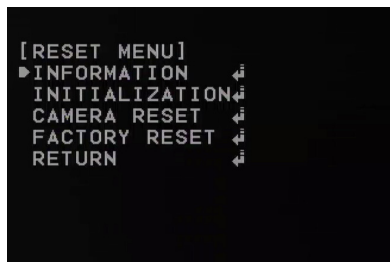 [RESET MENU]
INFORMATION
INITIALIZATION
CAMERA RESET
FACTORY RESET
RETURN